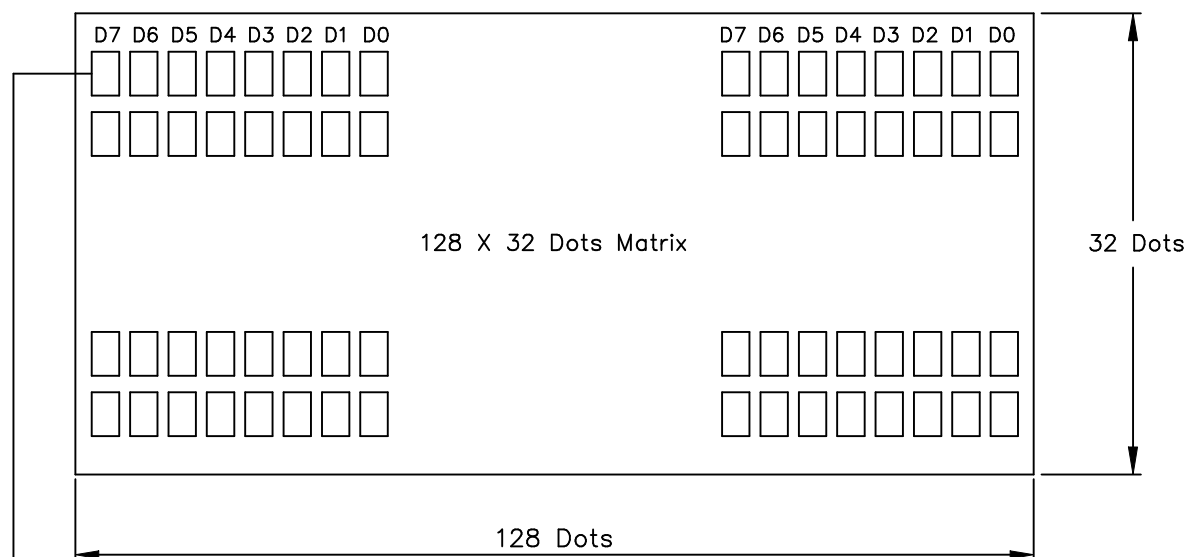 D7 D6 D5 D4 D3 D2 D1 D0 D7 D6 D5 D4 D3 D2 D1 D0
128 X 32 Dots Matrix
32 Dots
128 Dots